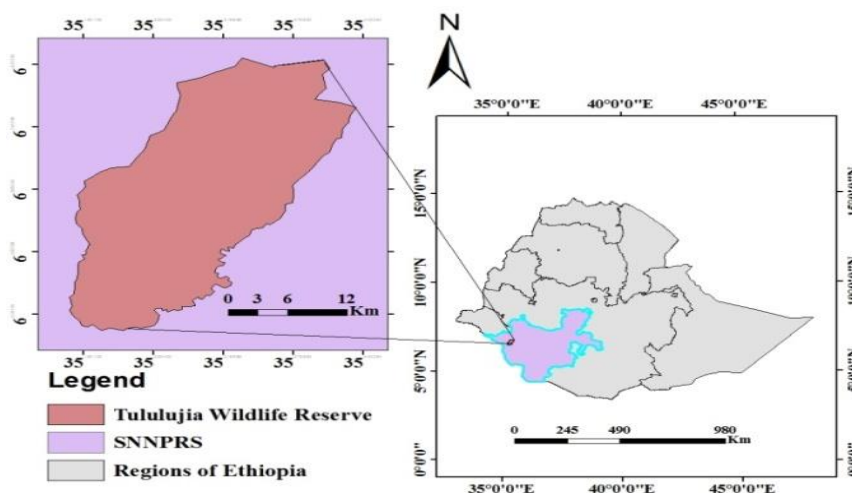 35 35 35 35 35
6
6
6
6
6
0 3 6 12
Km
35 35 35 35 35
Legend
Tululujia Wildlife Reserve
SNNPRS
Regions of Ethiopia
N
35°0'0"E 40°0'0"E 45°0'0"E
15°0'0"N
10°0'0"N
5°0'0"N
0°0'0"
0 245 490 980
Km
35°0'0"E 40°0'0"E 45°0'0"E